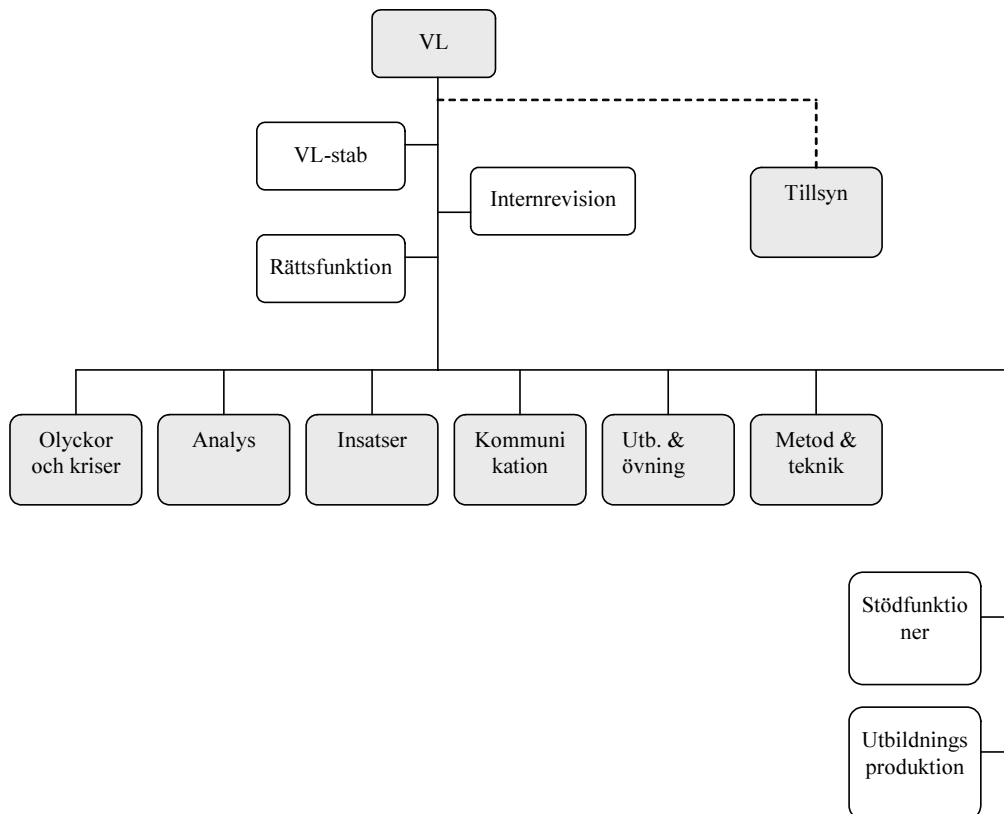 VL
VL-stab
Internrevision
Tillsyn
Rättsfunktion
Olyckor
och kriser
Analys
Insatser
Kommuni
kation
Utb. &
övning
Metod &
teknik
Stödfunktio
ner
Utbildnings
produktion